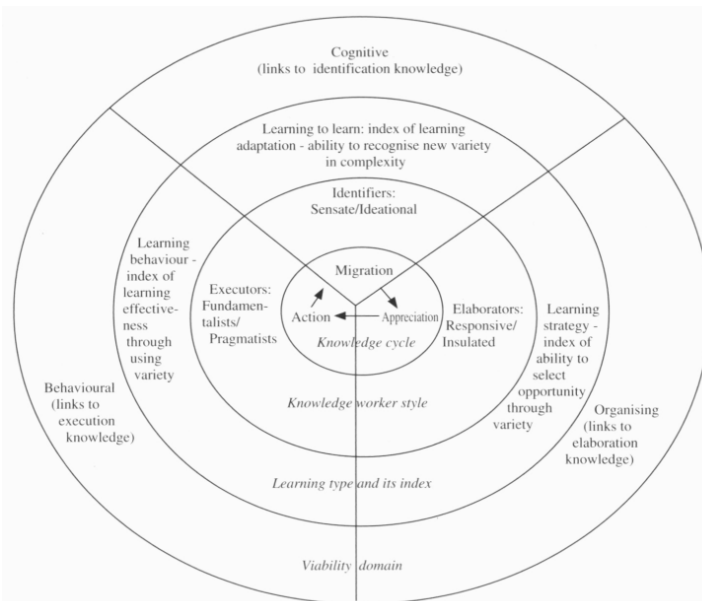 Cognitive
(links to identification knowledge)
Learning to learn: index of learning
adaptation - ability to recognise new variety
in complexity
Identifiers:
Sensate/Ideational
Learning
behaviour -
index of
learning
effective-
ness
through
using
variety
Executors:
Fundamen-
talists/
Pragmatists
Migration
Action
Appreciation
Knowledge cycle
Elaborators:
Responsive/
Insulated
Learning
strategy -
index of
ability to
select
opportunity
through
variety
Behavioural
(links to
execution
knowledge)
Knowledge worker style
Organising
(links to
elaboration
knowledge)
Learning type and its index
Viability domain